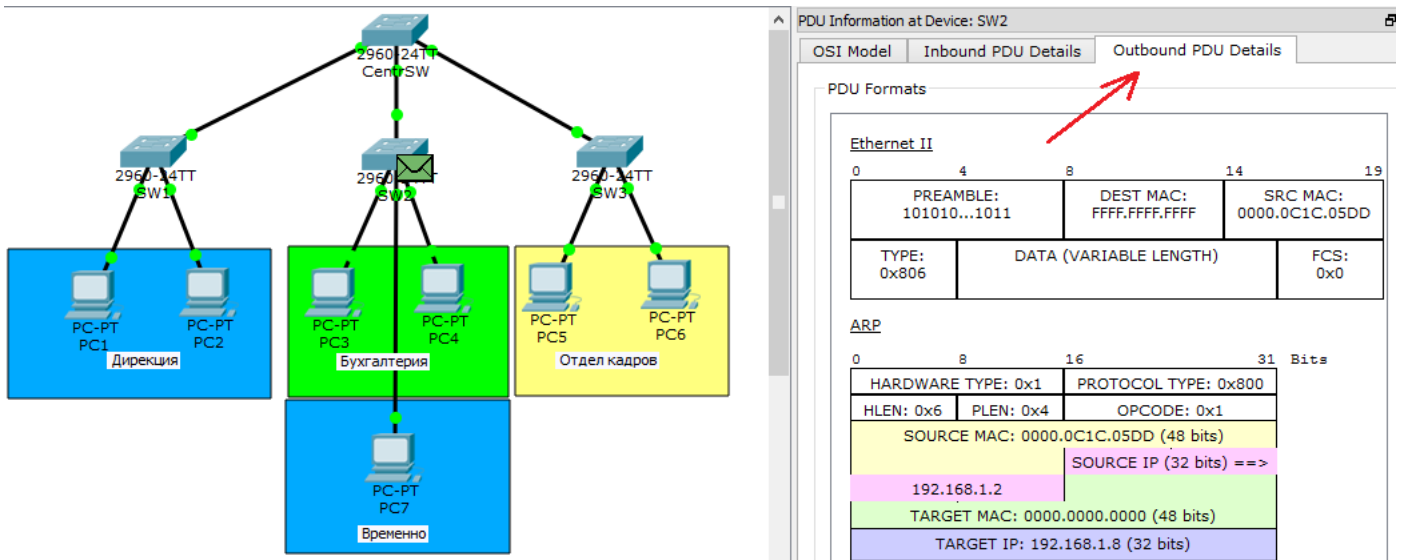 2960-24TT
CentrSW
2960-24TT
SW1
SW2
2960-24TT
SW3
PC-PT
PC1
PC-PT
PC2
Дирекция
PC-PT
PC3
PC-PT
PC4
Бухгалтерия
PC-PT
PC5
PC-PT
PC6
Отдел кадров
PC-PT
PC7
Временно
PDU Information at Device: SW2
OSI Model Inbound PDU Details Outbound PDU Details
PDU Formats
Ethernet II
0 4 8 14 19
PREAMBLE: DEST MAC: SRC MAC:
101010...1011 FFFF.FFFF.FFFF 0000.0C1C.05DD
TYPE: DATA (VARIABLE LENGTH) FCS:
0x806 0x0
ARP
0 8 16 31 Bits
HARDWARE TYPE: 0x1 PROTOCOL TYPE: 0x800
HLEN: 0x6 PLEN: 0x4 OPCODE: 0x1
SOURCE MAC: 0000.0C1C.05DD (48 bits)
SOURCE IP (32 bits) ==>
192.168.1.2
TARGET MAC: 0000.0000.0000 (48 bits)
TARGET IP: 192.168.1.8 (32 bits)